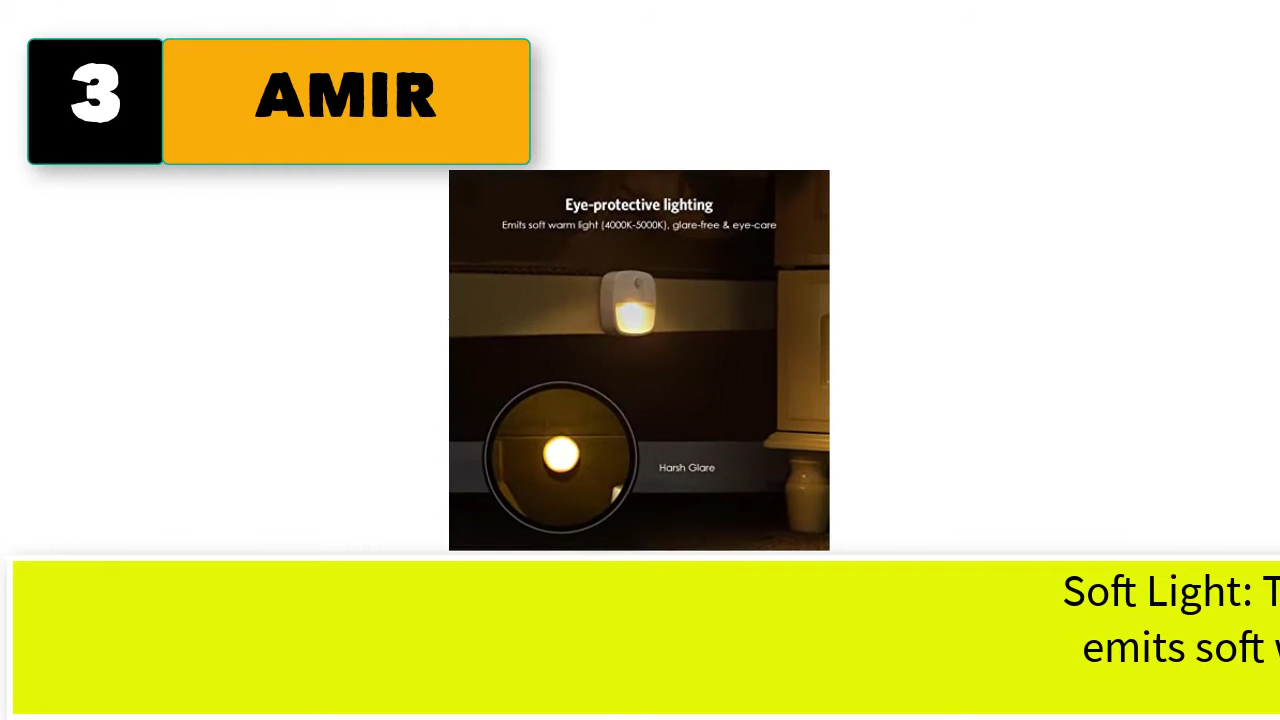 3 AMIR
Eye-protective lighting
Emits soft warm light (4000K-5000K), glare-free & eye-care
Harsh Glare
Soft Light: T
emits soft